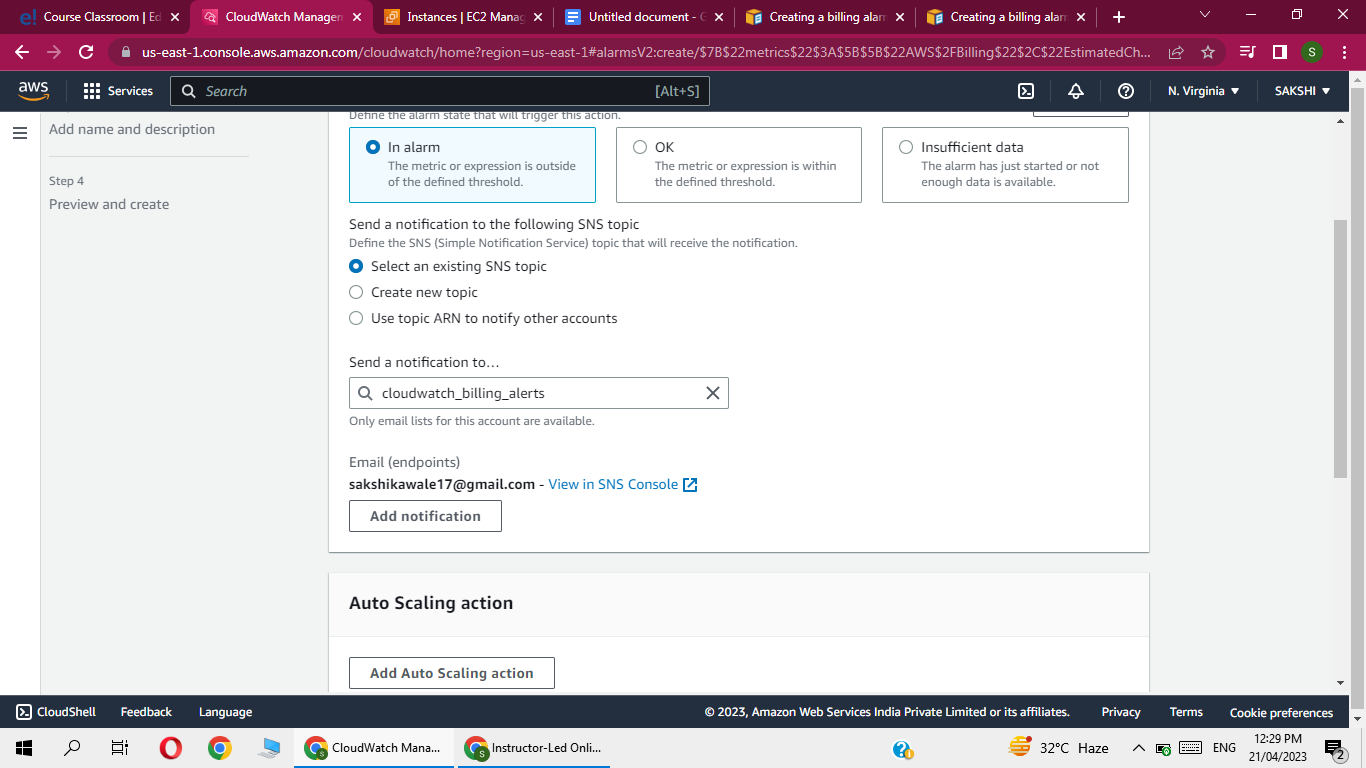 Course Classroom | Ed
CloudWatch Managem
Instances | EC2 Manag
Untitled document - G
Creating a billing alarm
Creating a billing alarm
us-east-1.console.aws.amazon.com/cloudwatch/home?region=us-east-1#alarmsV2:create/$7B$22metrics$22$3A$5B$5B$22AWS$2FBilling$22$2C$22EstimatedCh...
S
aws
Services
Search
[Alt+S]
N. Virginia
SAKSHI
Add name and description
Step 4
Preview and create
Define the alarm state that will trigger this action.
In alarm
The metric or expression is outside
of the defined threshold.
OK
The metric or expression is within
the defined threshold.
Insufficient data
The alarm has just started or not
enough data is available.
Send a notification to the following SNS topic
Define the SNS (Simple Notification Service) topic that will receive the notification.
Select an existing SNS topic
Create new topic
Use topic ARN to notify other accounts
Send a notification to…
cloudwatch_billing_alerts
Only email lists for this account are available.
Email (endpoints)
sakshikawale17@gmail.com - View in SNS Console
Add notification
Auto Scaling action
Add Auto Scaling action
CloudShell
Feedback
Language
© 2023, Amazon Web Services India Private Limited or its affiliates.
Privacy
Terms
Cookie preferences
CloudWatch Mana...
Instructor-Led Onli...
32°C Haze
ENG
12:29 PM
21/04/2023
2